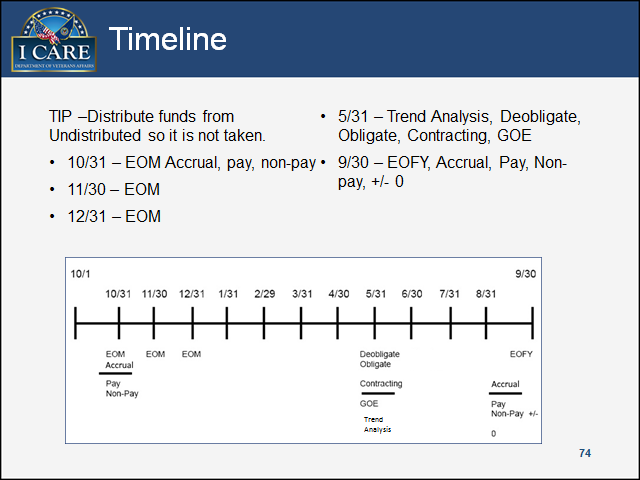 I CARE
DEPARTMENT OF VETERANS AFFAIRS
Timeline
TIP –Distribute funds from
Undistributed so it is not taken.
• 10/31 – EOM Accrual, pay, non-pay
• 11/30 – EOM
• 12/31 – EOM
• 5/31 – Trend Analysis, Deobligate,
Obligate, Contracting, GOE
• 9/30 – EOFY, Accrual, Pay, Non-
pay, +/- 0
10/1 9/30
10/31 11/30 12/31 1/31 2/29 3/31 4/30 5/31 6/30 7/31 8/31
EOM EOM EOM Deobligate EOFY
Accrual Obligate
Pay Contracting Accrual
Non-Pay
GOE Pay
Non-Pay +/-
Trend
Analysis
0
74